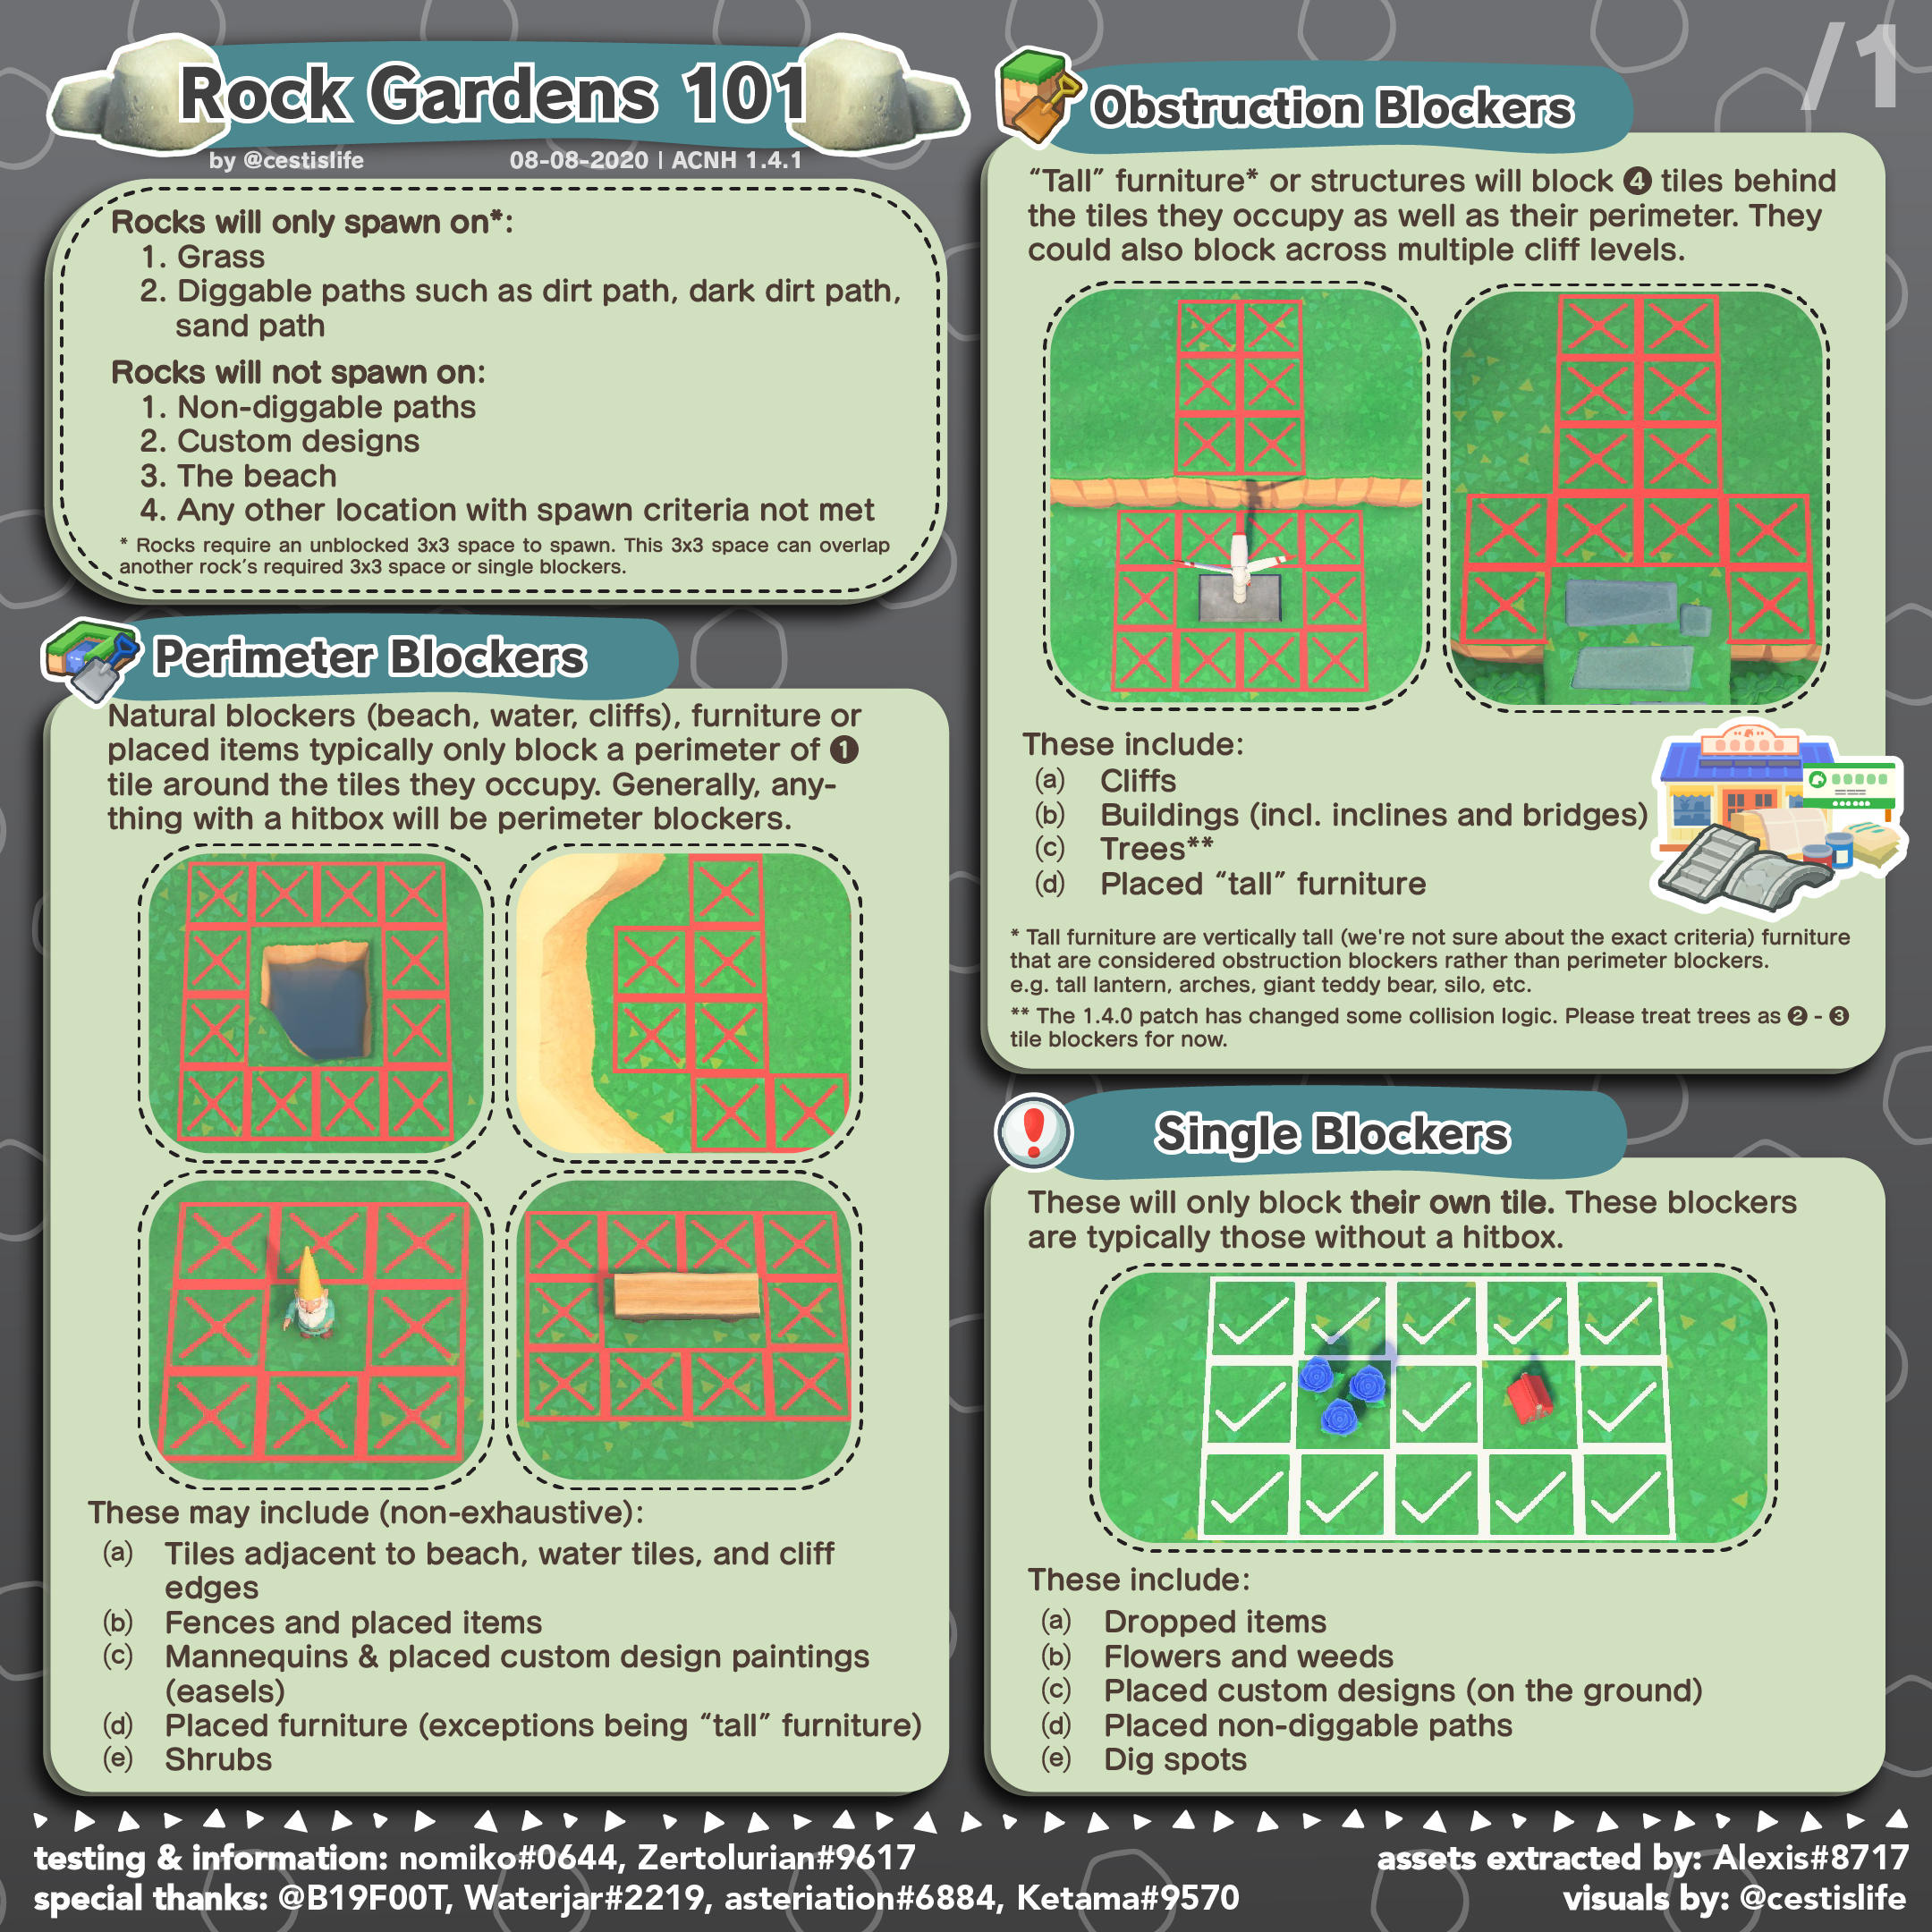 Rock Gardens 101
by @cestislife
08-08-2020 | ACNH 1.4.1
Rocks will only spawn on*:
1. Grass
2. Diggable paths such as dirt path, dark dirt path,
sand path
Rocks will not spawn on:
1. Non-diggable paths
2. Custom designs
3. The beach
4. Any other location with spawn criteria not met
* Rocks require an unblocked 3x3 space to spawn. This 3x3 space can overlap
another rock's required 3x3 space or single blockers.
Perimeter Blockers
Natural blockers (beach, water, cliffs), furniture or
placed items typically only block a perimeter of 1
tile around the tiles they occupy. Generally, any-
thing with a hitbox will be perimeter blockers.
These may include (non-exhaustive):
(a) Tiles adjacent to beach, water tiles, and cliff
edges
(b) Fences and placed items
(c) Mannequins & placed custom design paintings
(easels)
(d) Placed furniture (exceptions being “tall” furniture)
(e) Shrubs
/1
Obstruction Blockers
“Tall” furniture* or structures will block 4 tiles behind
the tiles they occupy as well as their perimeter. They
could also block across multiple cliff levels.
These include:
(a) Cliffs
(b) Buildings (incl. inclines and bridges)
(c) Trees**
(d) Placed “tall” furniture
* Tall furniture are vertically tall (we're not sure about the exact criteria) furniture
that are considered obstruction blockers rather than perimeter blockers.
e.g. tall lantern, arches, giant teddy bear, silo, etc.
** The 1.4.0 patch has changed some collision logic. Please treat trees as 2 - 3
tile blockers for now.
Single Blockers
These will only block their own tile. These blockers
are typically those without a hitbox.
These include:
(a) Dropped items
(b) Flowers and weeds
(c) Placed custom designs (on the ground)
(d) Placed non-diggable paths
(e) Dig spots
testing & information: nomiko#0644, Zertolurian#9617
special thanks: @B19F00T, Waterjar#2219, asteriation#6884, Ketama#9570
assets extracted by: Alexis#8717
visuals by: @cestislife